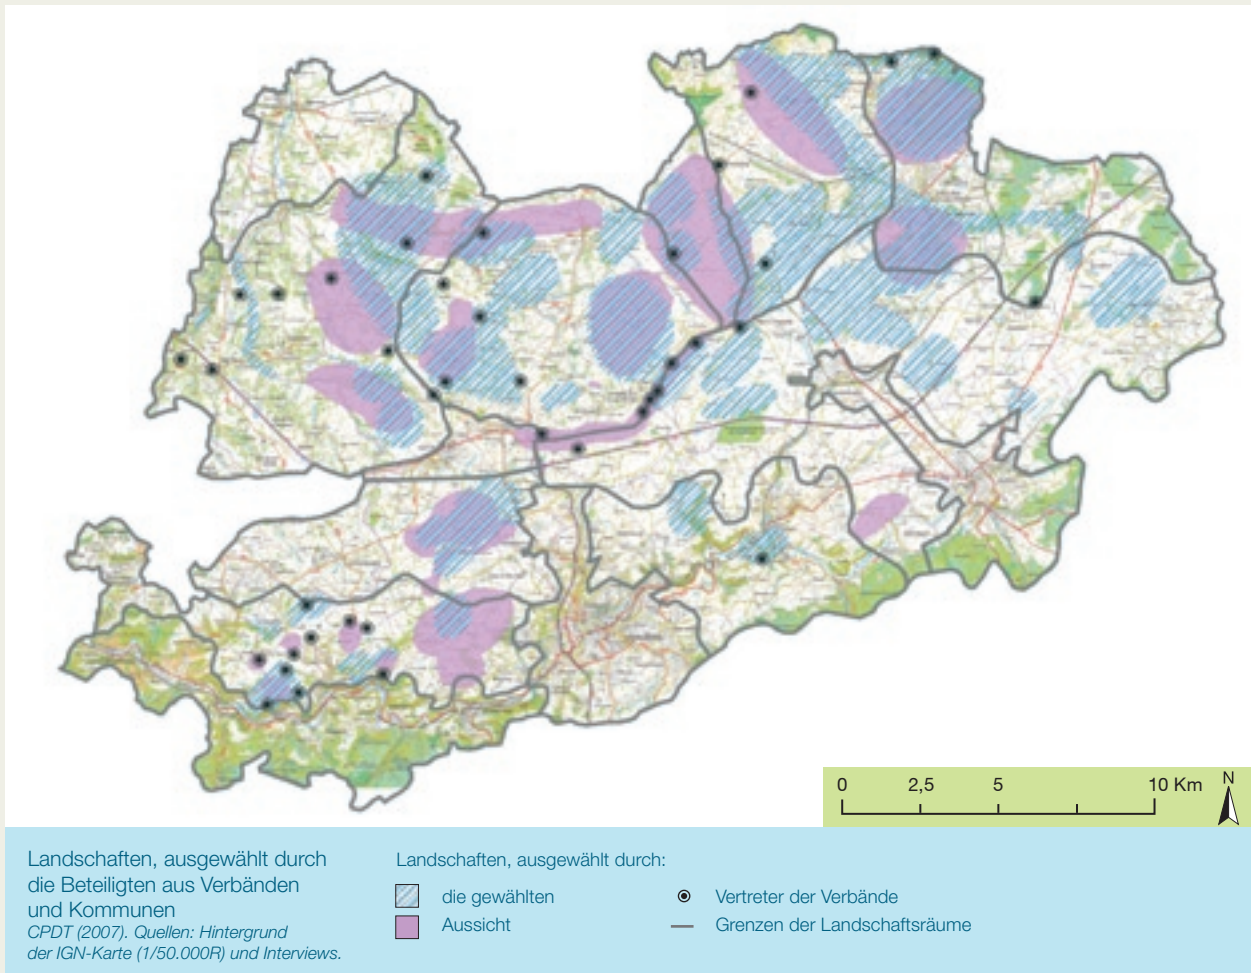 0 2,5 5 10 Km N
Landschaften, ausgewählt durch
die Beteiligten aus Verbänden
und Kommunen
CPDT (2007). Quellen: Hintergrund
der IGN-Karte (1/50.000R) und Interviews.
Landschaften, ausgewählt durch:
die gewählten
Aussicht
Vertreter der Verbände
Grenzen der Landschaftsräume